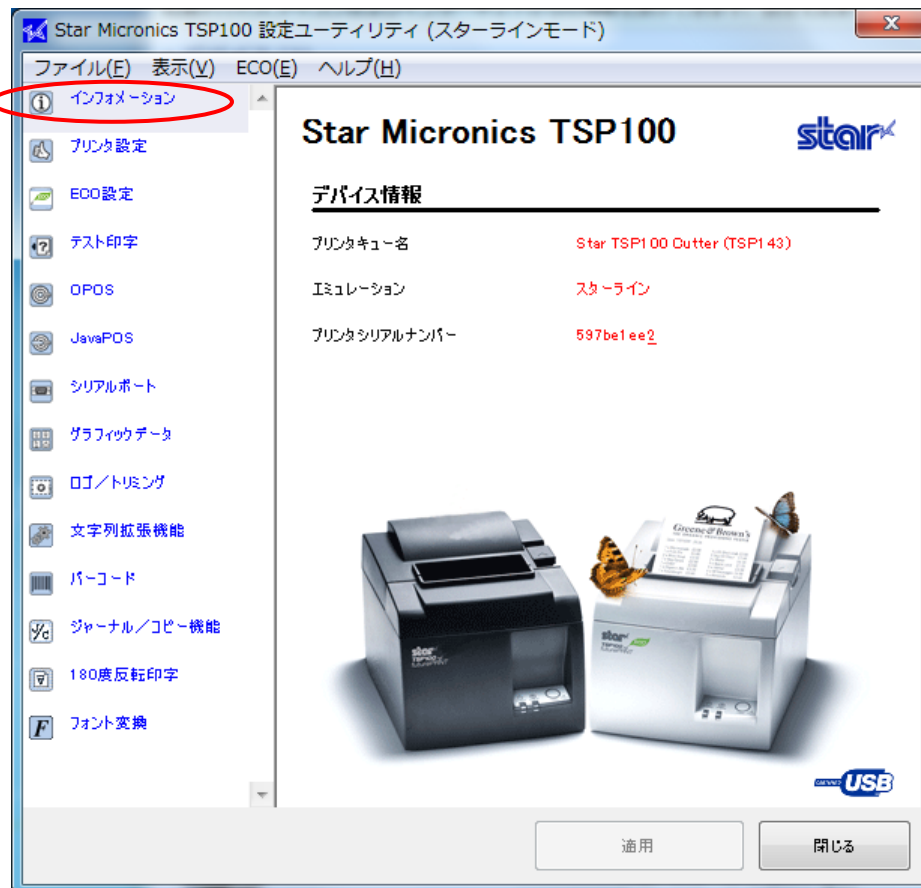 Star Micronics TSP100 設定ユーティリティ (スターラインモード)
ファイル(F) 表示(V) ECO(E) ヘルプ(H)
インフォメーション
プリンタ設定
ECO設定
テスト印字
OPOS
JavaPOS
シリアルポート
グラフィックデータ
ロゴ/トリミング
文字列拡張機能
バーコード
ジャーナル/コピー機能
180度反転印字
フォント変換
Star Micronics TSP100
star
デバイス情報
プリンタキュー名 Star TSP100 Cutter (TSP143)
エミュレーション スターライン
プリンタシリアルナンバー 597be1ee2
Greene & Brown's
star
TSP100
star
USB
適用
閉じる